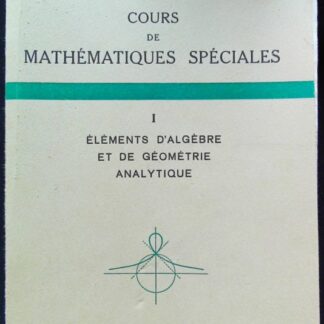 COURS
DE
MATHÉMATIQUES SPÉCIALES
I
ÉLÉMENTS D'ALGÈBRE
ET DE GÉOMÉTRIE
ANALYTIQUE